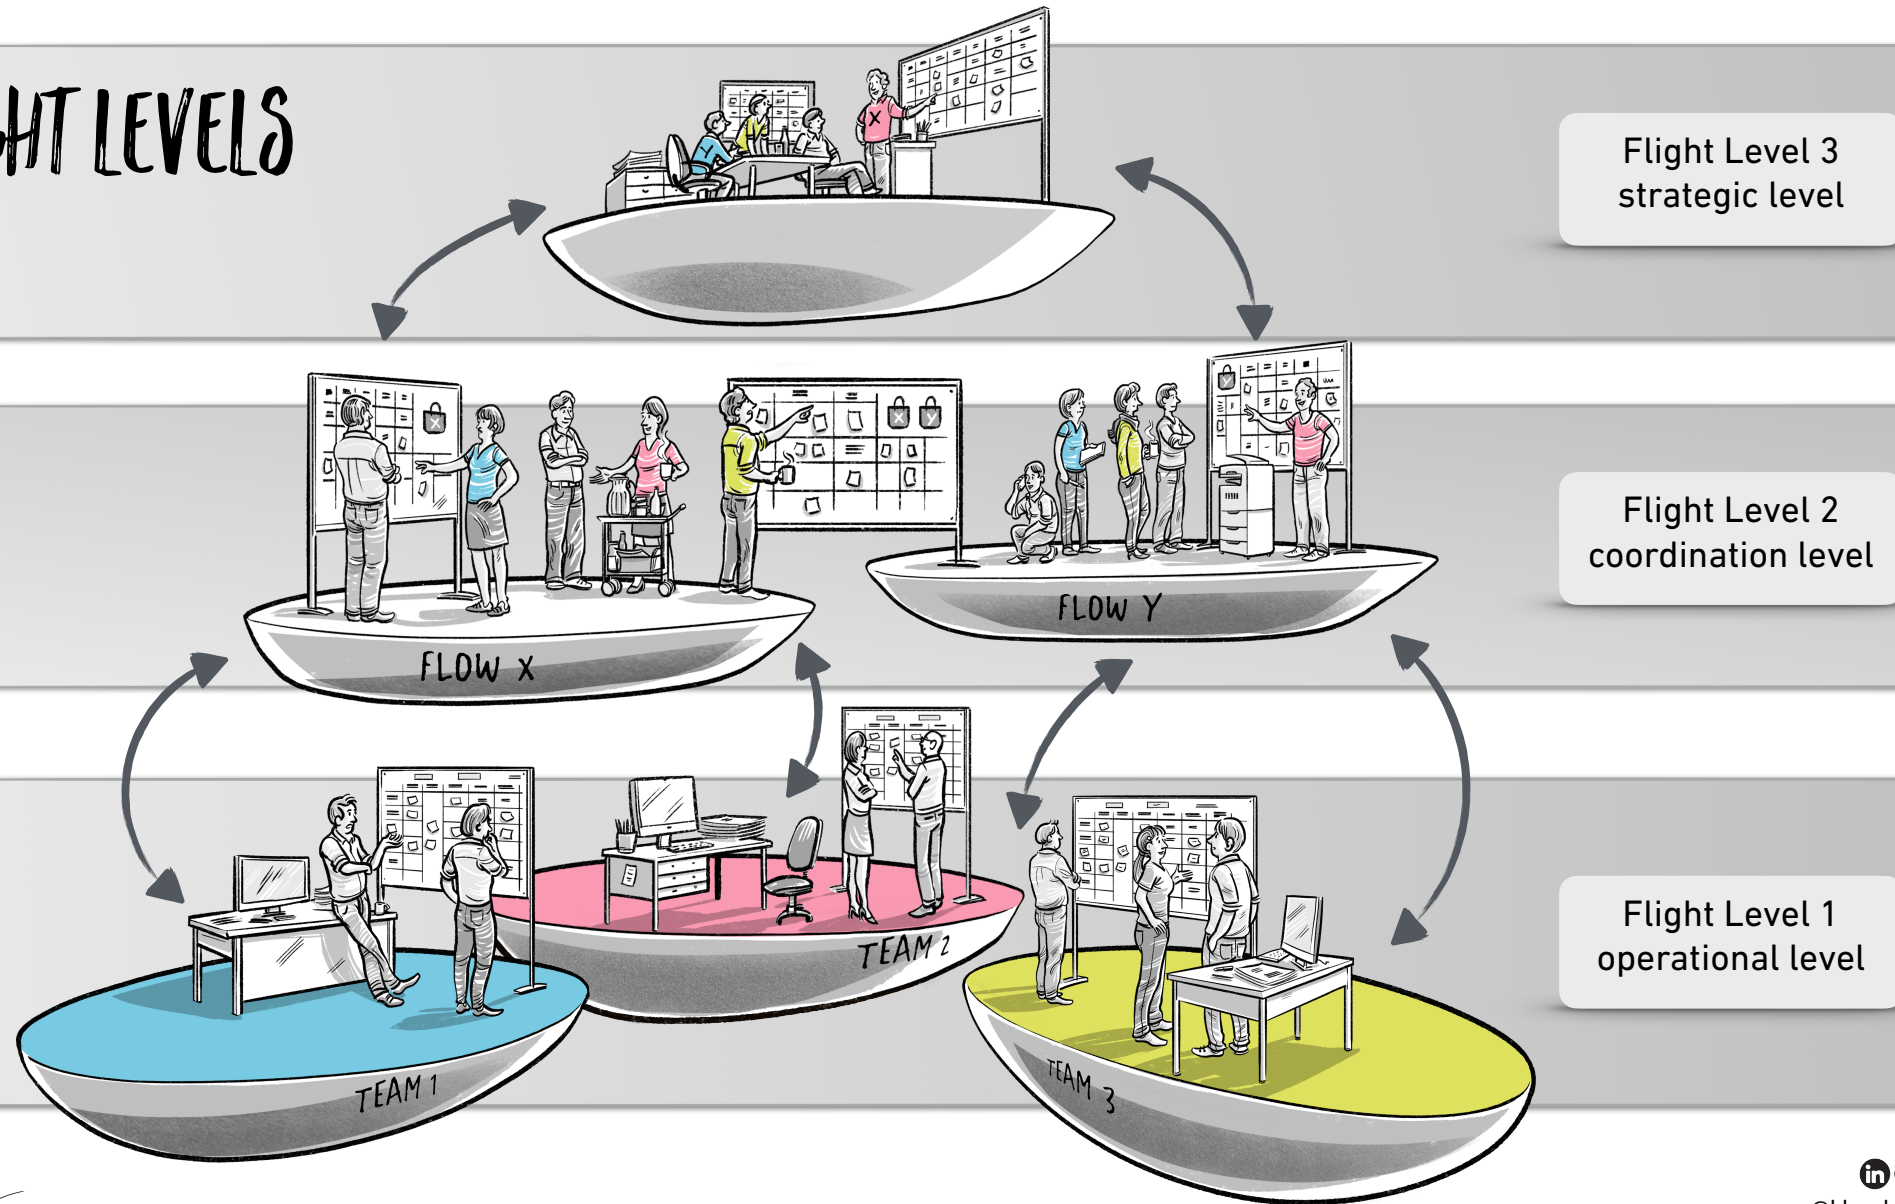 HT LEVELS
Flight Level 3
strategic level
X
Y
X
X
Y
Y
Flight Level 2
coordination level
FLOW X
FLOW Y
Flight Level 1
operational level
TEAM 1
TEAM 2
TEAM 3
in